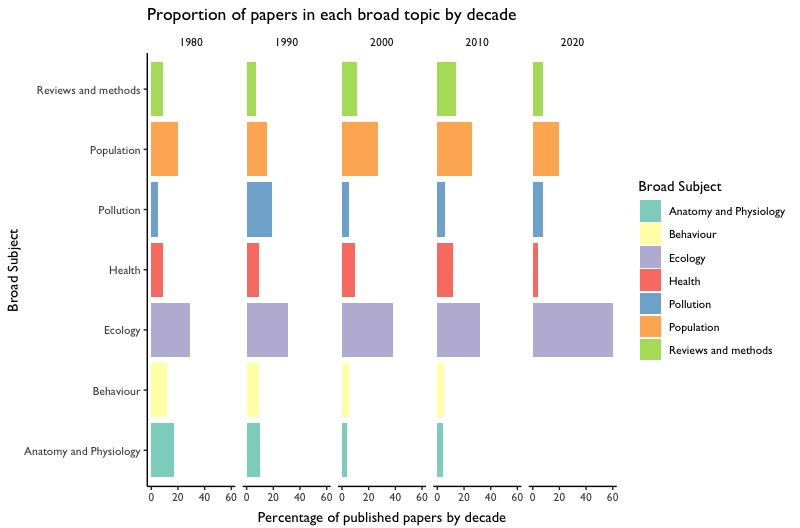 Proportion of papers in each broad topic by decade
1980 1990 2000 2010 2020
Reviews and methods
Population
Pollution
Health
Ecology
Behaviour
Anatomy and Physiology
Broad Subject
0 20 40 60 0 20 40 60 0 20 40 60 0 20 40 60 0 20 40 60
Percentage of published papers by decade
Broad Subject
Anatomy and Physiology
Behaviour
Ecology
Health
Pollution
Population
Reviews and methods